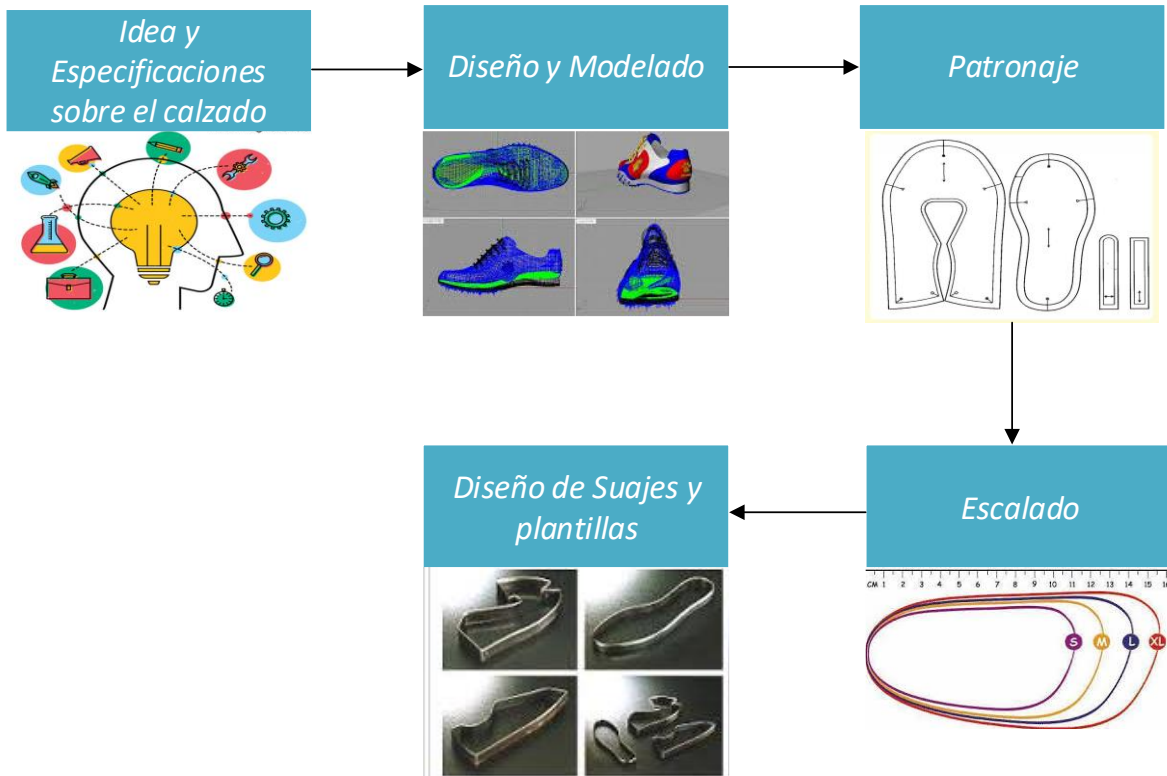 Idea y
Especificaciones
sobre el calzado
Diseño y Modelado
Patronaje
Diseño de Suajes y
plantillas
Escalado
CM 1 2 3 4 5 6 7 8 9 10 11 12 13 14 15 16
S M L XL